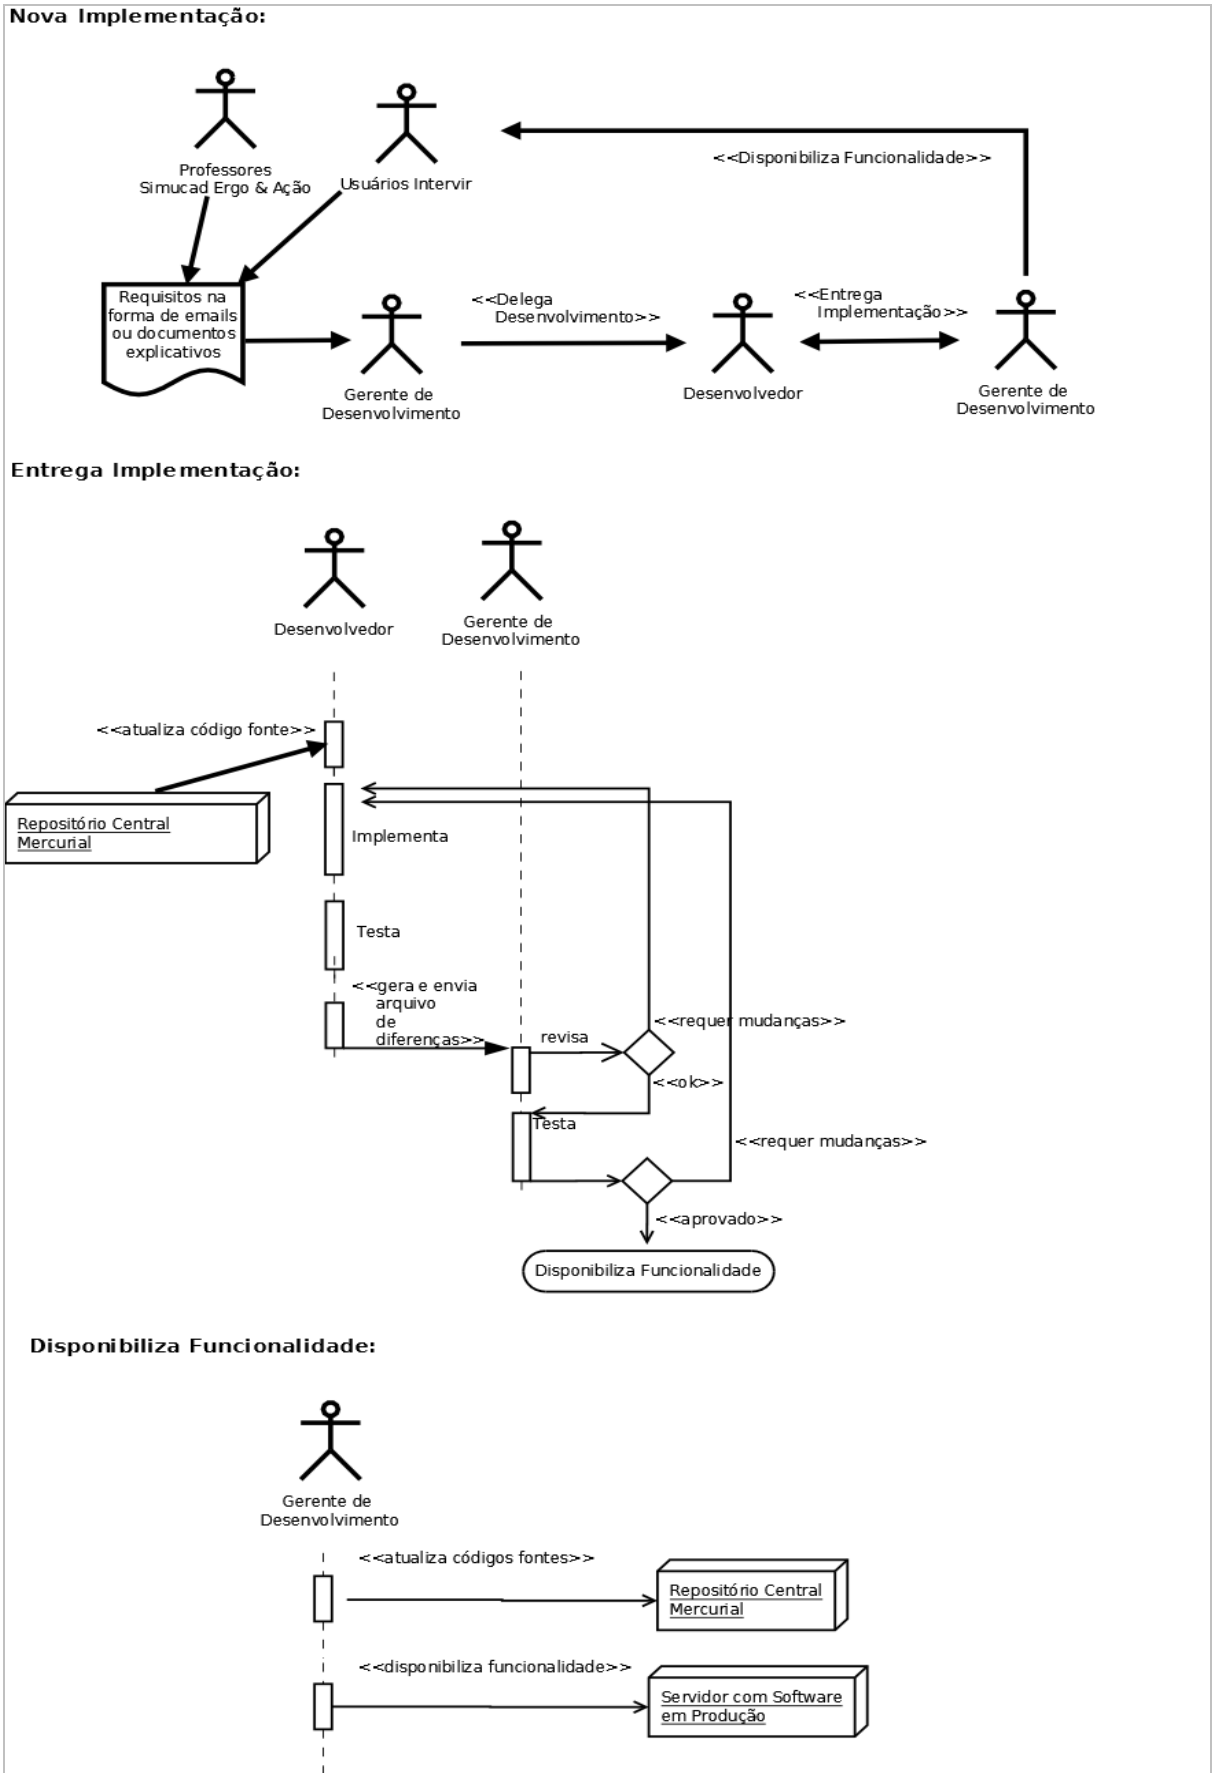 Nova Implementação:
Professores
Simucad Ergo & Ação
Usuários Intervir
<<Disponibiliza Funcionalidade>>
Requisitos na
forma de emails
ou documentos
explicativos
Gerente de
Desenvolvimento
<<Delega
Desenvolvimento>>
Desenvolvedor
<<Entrega
Implementação>>
Gerente de
Desenvolvimento
Entrega Implementação:
Desenvolvedor
Gerente de
Desenvolvimento
<<atualiza código fonte>>
Repositório Central
Mercurial
Implementa
Testa
<<gera e envia
arquivo
de
diferenças>>
revisa
<<requer mudanças>>
<<ok>>
Testa
<<requer mudanças>>
<<aprovado>>
Disponibiliza Funcionalidade
Disponibiliza Funcionalidade:
Gerente de
Desenvolvimento
<<atualiza códigos fontes>>
Repositório Central
Mercurial
<<disponibiliza funcionalidade>>
Servidor com Software
em Produção